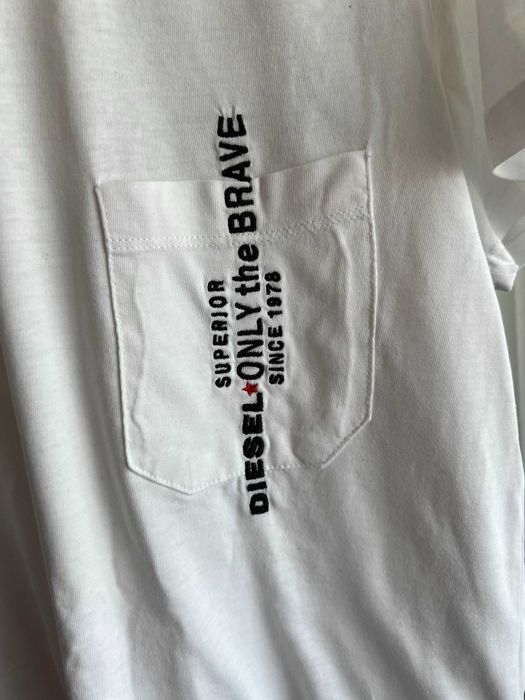 SUPERIOR
DIESEL★ONLY the BRAVE
SINCE 1978